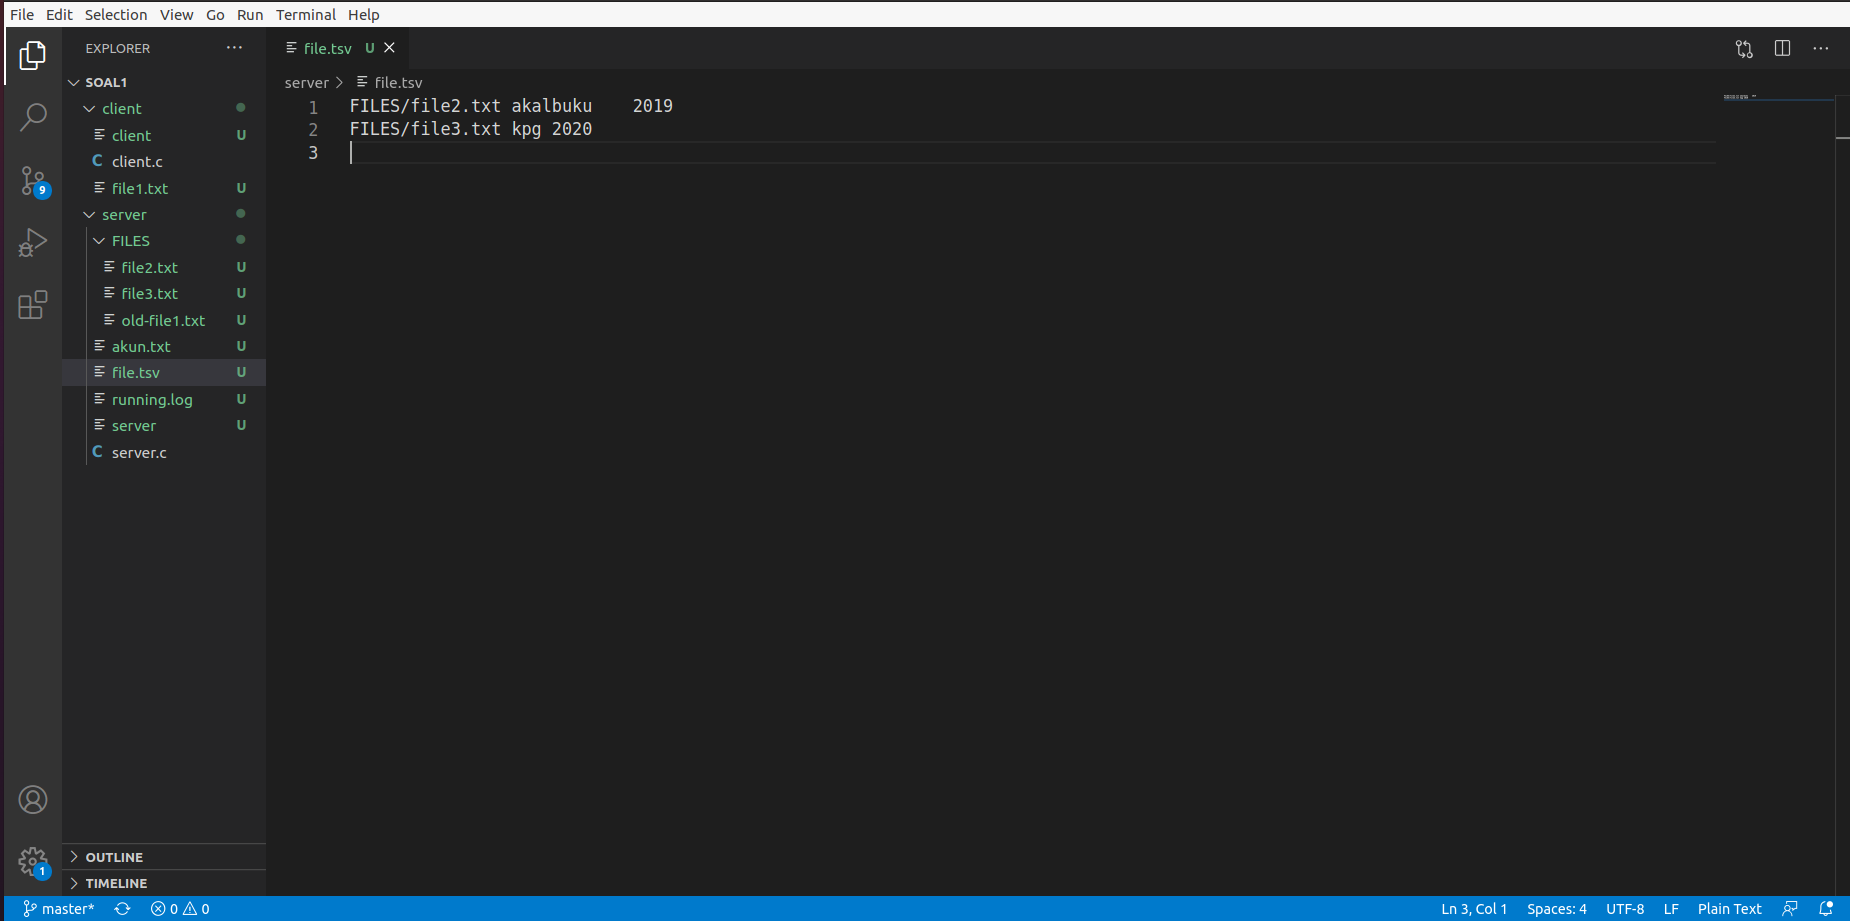 File Edit Selection View Go Run Terminal Help
EXPLORER ···
file.tsv U
SOAL1
server > file.tsv
client
client U
C client.c
file1.txt U
server
FILES
file2.txt U
file3.txt U
old-file1.txt U
akun.txt U
file.tsv U
running.log U
server U
C server.c
1 FILES/file2.txt akalbuku    2019
2 FILES/file3.txt kpg 2020
3
9
1
OUTLINE
TIMELINE
master* 0 0 Ln 3, Col 1 Spaces: 4 UTF-8 LF Plain Text